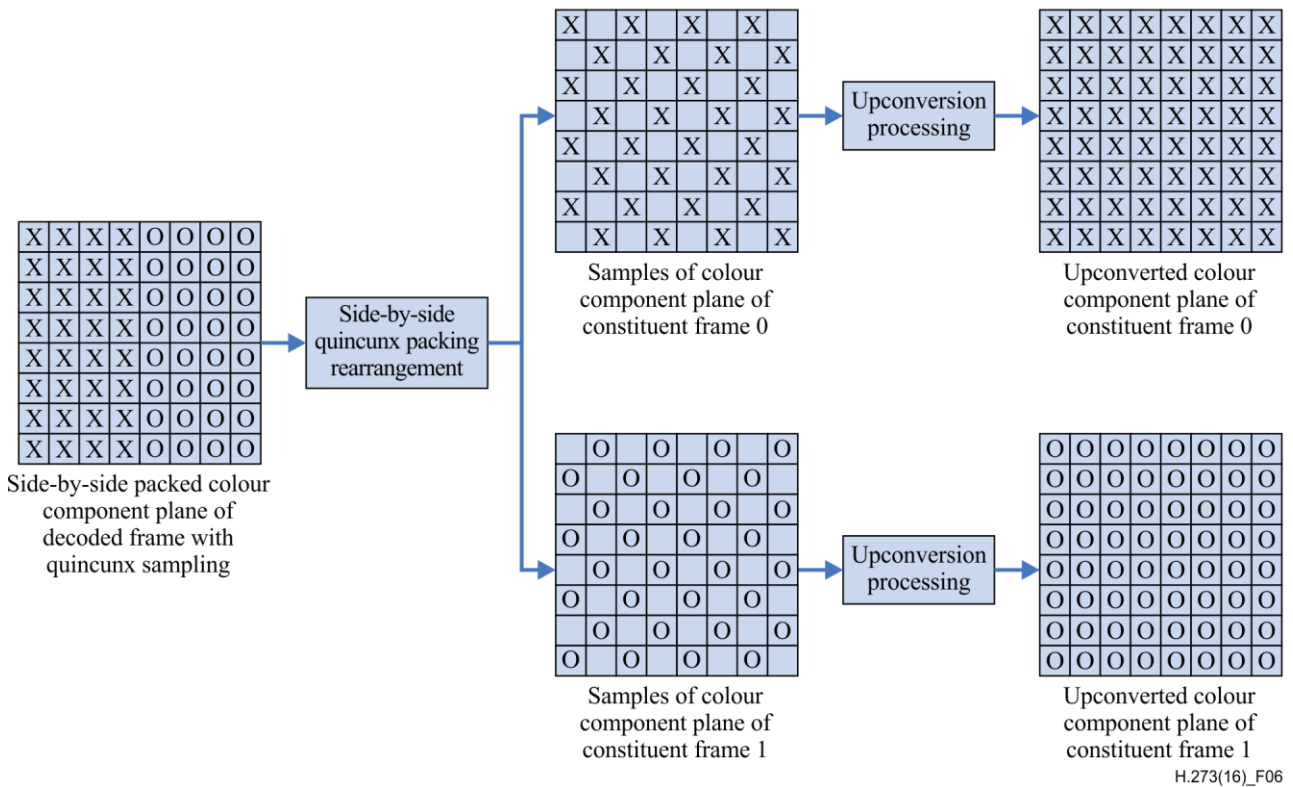 X X X X
X X X X
X X X X
X X X X
X X X X
X X X X
X X X X
X X X X
Samples of colour
component plane of
constituent frame 0
Upconversion
processing
X X X X X X X X
X X X X X X X X
X X X X X X X X
X X X X X X X X
X X X X X X X X
X X X X X X X X
X X X X X X X X
X X X X X X X X
Upconverted colour
component plane of
constituent frame 0
X X X X O O O O
X X X X O O O O
X X X X O O O O
X X X X O O O O
X X X X O O O O
X X X X O O O O
X X X X O O O O
X X X X O O O O
Side-by-side packed colour
component plane of
decoded frame with
quincunx sampling
Side-by-side
quincunx packing
rearrangement
O O O O
O O O O
O O O O
O O O O
O O O O
O O O O
O O O O
O O O O
Samples of colour
component plane of
constituent frame 1
Upconversion
processing
O O O O O O O O
O O O O O O O O
O O O O O O O O
O O O O O O O O
O O O O O O O O
O O O O O O O O
O O O O O O O O
O O O O O O O O
Upconverted colour
component plane of
constituent frame 1
H.273(16)_F06